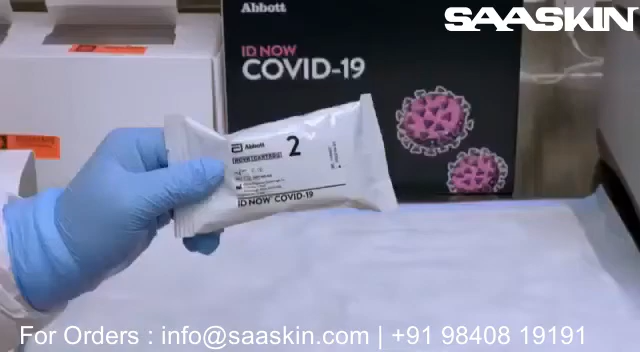 Abbott
SAASKIN
ID NOW
COVID-19
Abbott
2
ID NOW COVID-19
For Orders : info@saaskin.com | +91 98408 19191